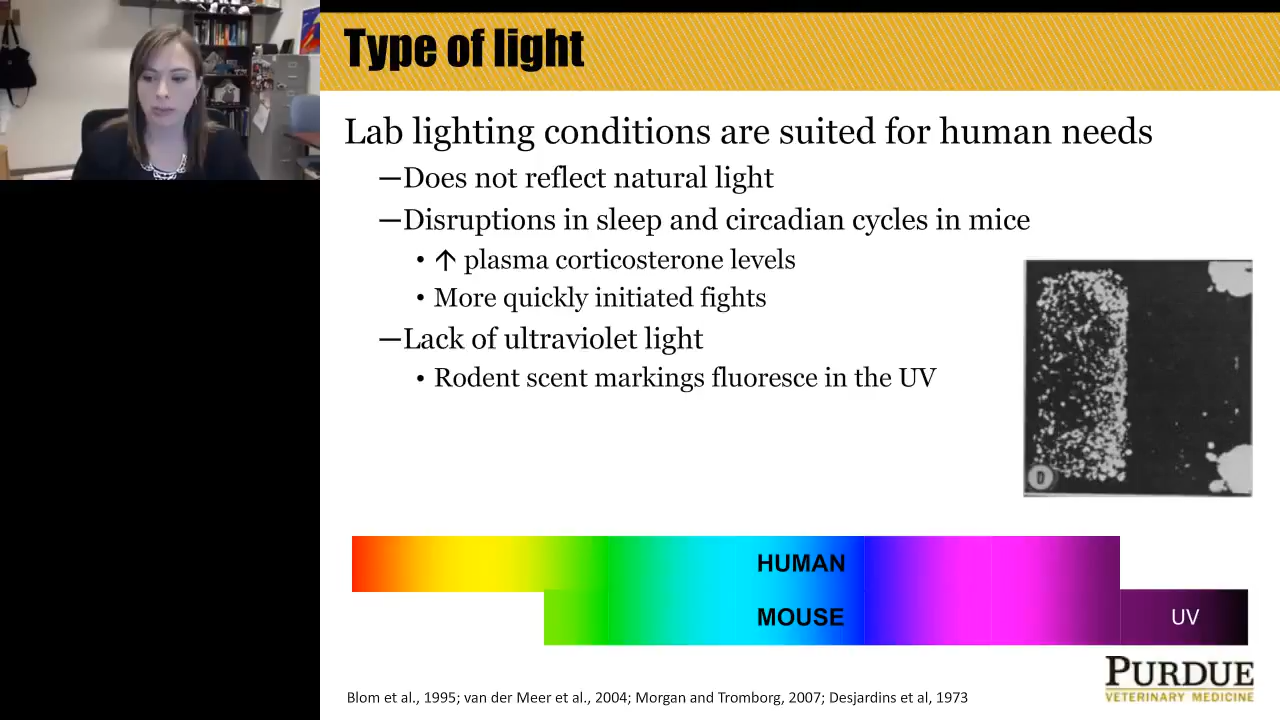 Type of light
Lab lighting conditions are suited for human needs
—Does not reflect natural light
—Disruptions in sleep and circadian cycles in mice
• ↑ plasma corticosterone levels
• More quickly initiated fights
—Lack of ultraviolet light
• Rodent scent markings fluoresce in the UV
D
HUMAN
MOUSE
UV
PURDUE
VETERINARY MEDICINE
Blom et al., 1995; van der Meer et al., 2004; Morgan and Tromborg, 2007; Desjardins et al, 1973